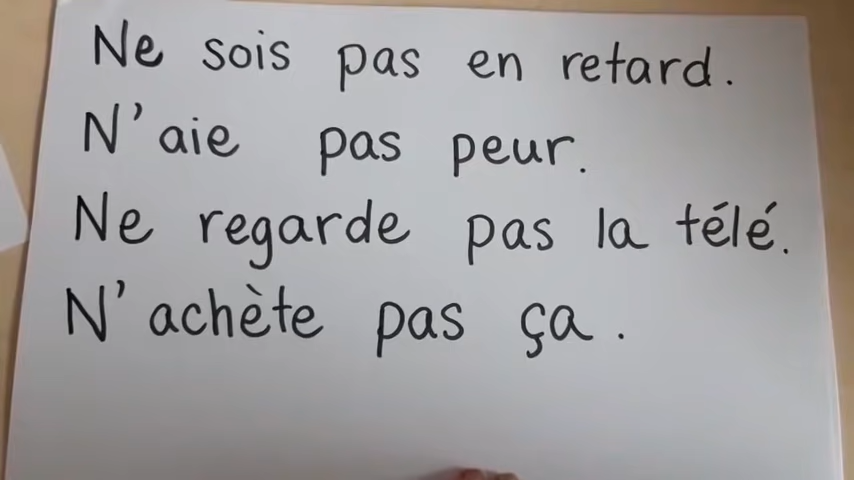 Ne sois pas en retard.
N'aie pas peur.
Ne regarde pas la télé.
N'achète pas ça.